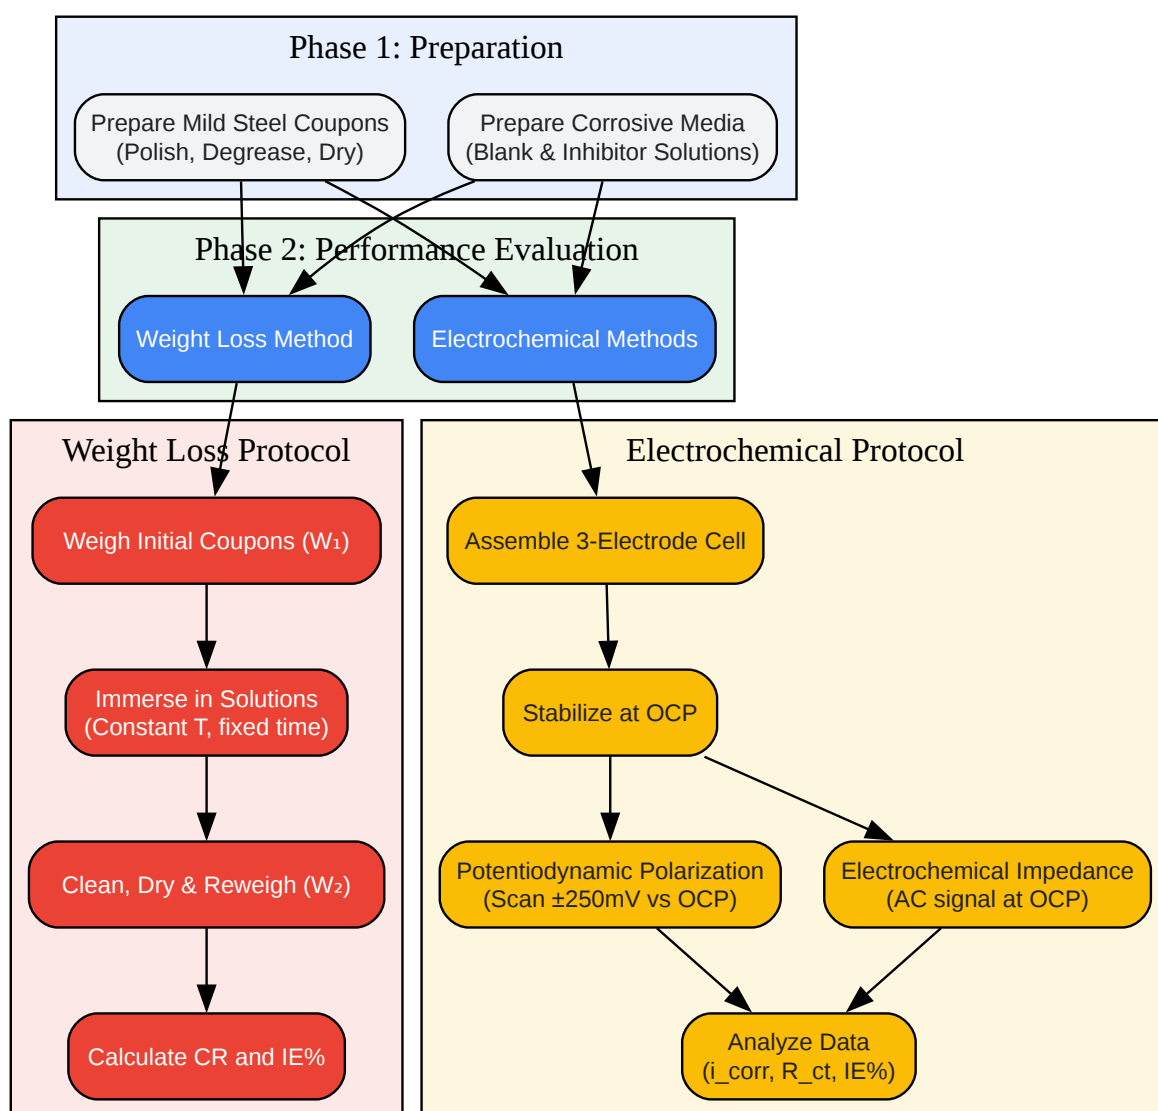 Phase 1: Preparation
Prepare Mild Steel Coupons
(Polish, Degrease, Dry)
Prepare Corrosive Media
(Blank & Inhibitor Solutions)
Phase 2: Performance Evaluation
Weight Loss Method
Electrochemical Methods
Weight Loss Protocol
Weigh Initial Coupons (W₁)
Immerse in Solutions
(Constant T, fixed time)
Clean, Dry & Reweigh (W₂)
Calculate CR and IE%
Electrochemical Protocol
Assemble 3-Electrode Cell
Stabilize at OCP
Potentiodynamic Polarization
(Scan ±250mV vs OCP)
Electrochemical Impedance
(AC signal at OCP)
Analyze Data
(i_corr, R_ct, IE%)